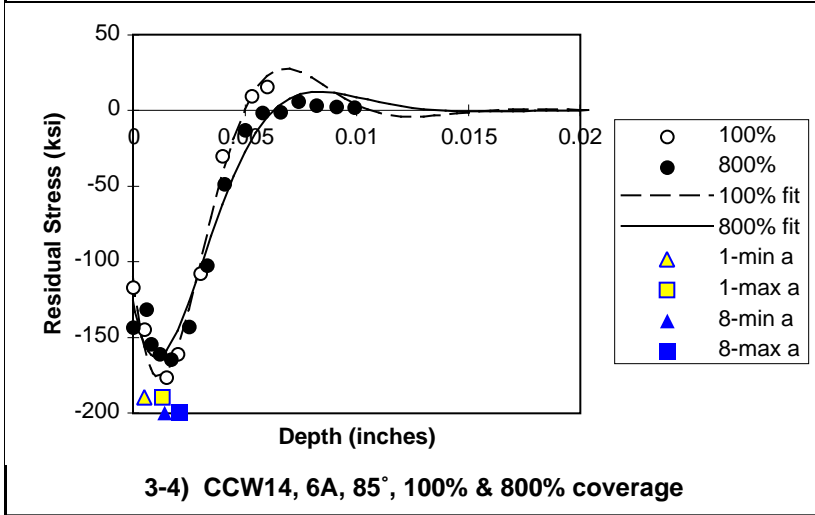 50
0
-50
-100
-150
-200
0 0.005 0.01 0.015 0.02
Residual Stress (ksi)
Depth (inches)
100%
800%
100% fit
800% fit
1-min a
1-max a
8-min a
8-max a
3-4) CCW14, 6A, 85˚, 100% & 800% coverage